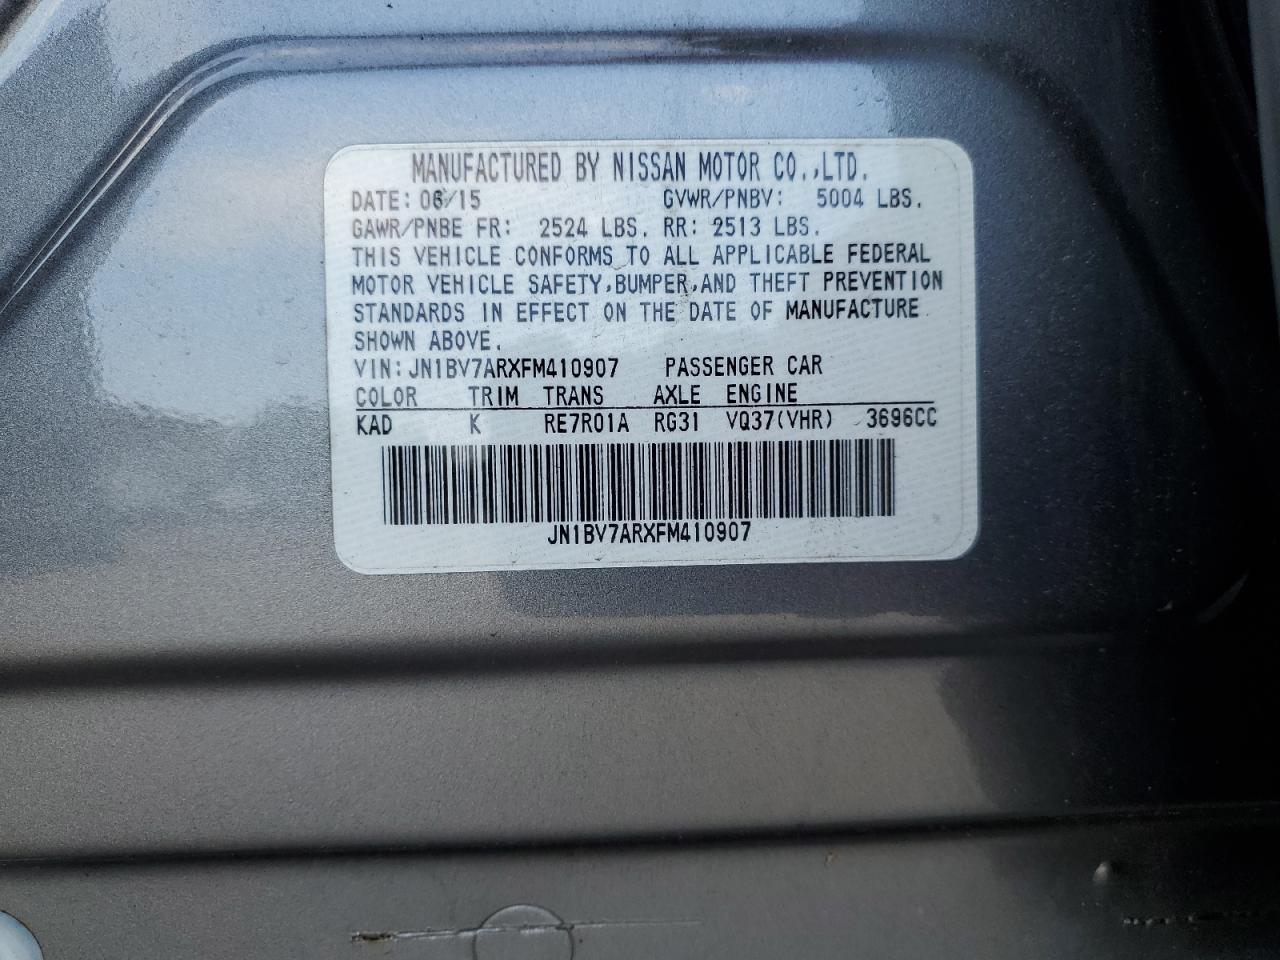 MANUFACTURED BY NISSAN MOTOR CO.,LTD.
DATE: 06/15 GVWR/PNBV: 5004 LBS.
GAWR/PNBE FR: 2524 LBS. RR: 2513 LBS.
THIS VEHICLE CONFORMS TO ALL APPLICABLE FEDERAL
MOTOR VEHICLE SAFETY,BUMPER,AND THEFT PREVENTION
STANDARDS IN EFFECT ON THE DATE OF MANUFACTURE
SHOWN ABOVE.
VIN:JN1BV7ARXFM410907 PASSENGER CAR
COLOR TRIM TRANS AXLE ENGINE
KAD K RE7R01A RG31 VQ37(VHR) 3696CC
JN1BV7ARXFM410907